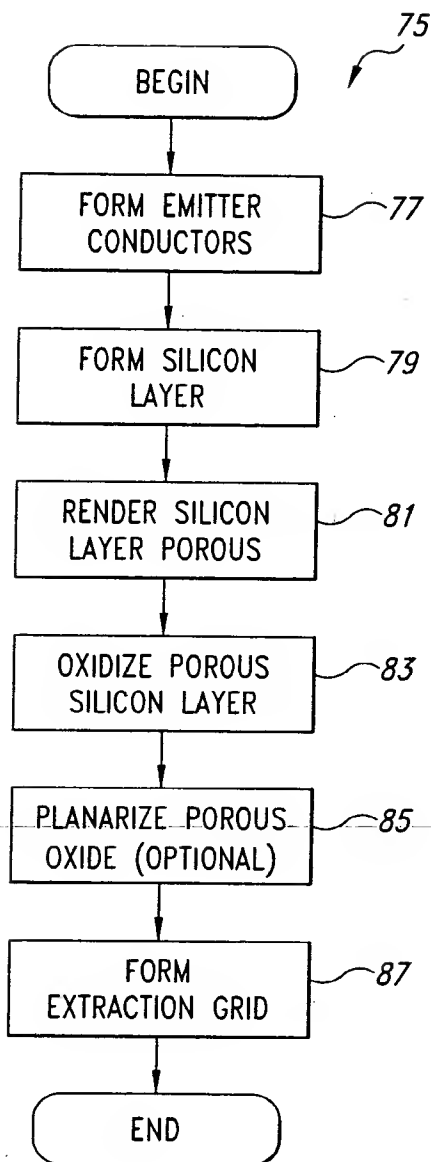 75
BEGIN
FORM EMITTER
CONDUCTORS
77
FORM SILICON
LAYER
79
RENDER SILICON
LAYER POROUS
81
OXIDIZE POROUS
SILICON LAYER
83
PLANARIZE POROUS
OXIDE (OPTIONAL)
85
FORM
EXTRACTION GRID
87
END